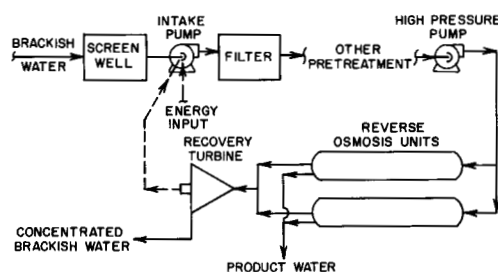 BRACKISH
WATER
SCREEN
WELL
INTAKE
PUMP
FILTER
OTHER
PRETREATMENT
HIGH PRESSURE
PUMP
ENERGY
INPUT
RECOVERY
TURBINE
REVERSE
OSMOSIS UNITS
CONCENTRATED
BRACKISH WATER
PRODUCT WATER